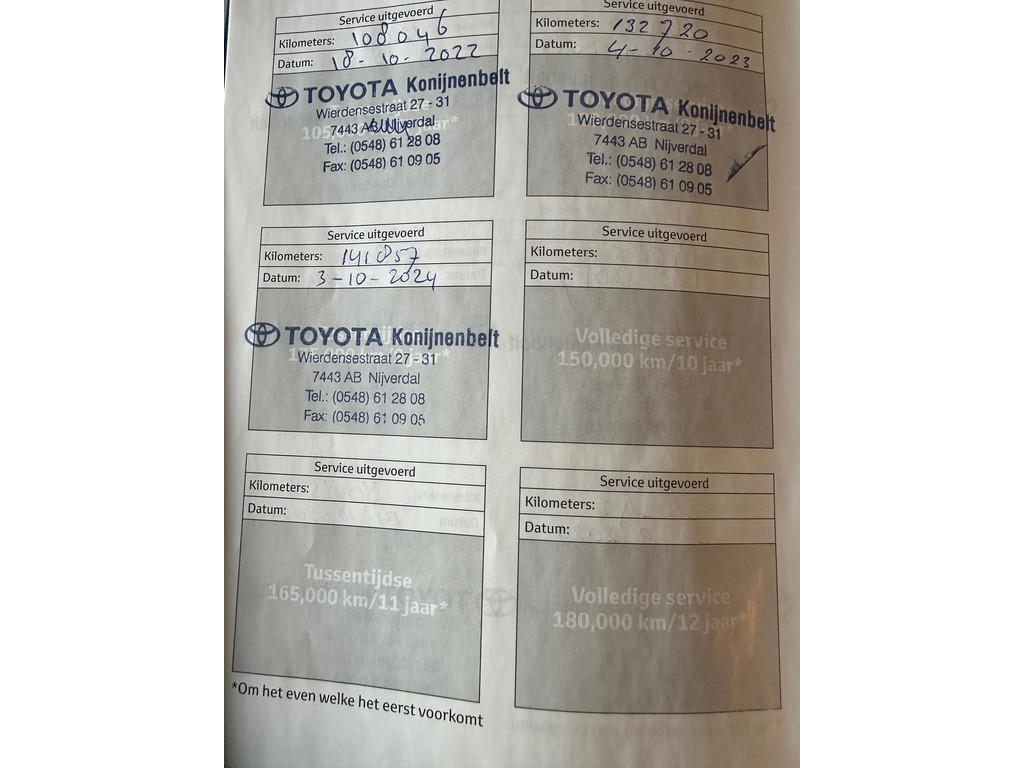 Service uitgevoerd
Kilometers: 108046
Datum: 18-10-2022
TOYOTA Konijnenbelt
Wierdensestraat 27 - 31
7443 AB Nijverdal
Tel.: (0548) 61 28 08
Fax: (0548) 61 09 05
Service uitgevoerd
Kilometers: 132720
Datum: 4-10-2023
TOYOTA Konijnenbelt
Wierdensestraat 27 - 31
7443 AB Nijverdal
Tel.: (0548) 61 28 08
Fax: (0548) 61 09 05
Service uitgevoerd
Kilometers: 141857
Datum: 3-10-2024
TOYOTA Konijnenbelt
Wierdensestraat 27 - 31
7443 AB Nijverdal
Tel.: (0548) 61 28 08
Fax: (0548) 61 09 05
Service uitgevoerd
Kilometers:
Datum:
Volledige service
150,000 km/10 jaar*
Service uitgevoerd
Kilometers:
Datum:
Tussentijdse
165,000 km/11 jaar*
Service uitgevoerd
Kilometers:
Datum:
Volledige service
180,000 km/12 jaar*
*Om het even welke het eerst voorkomt